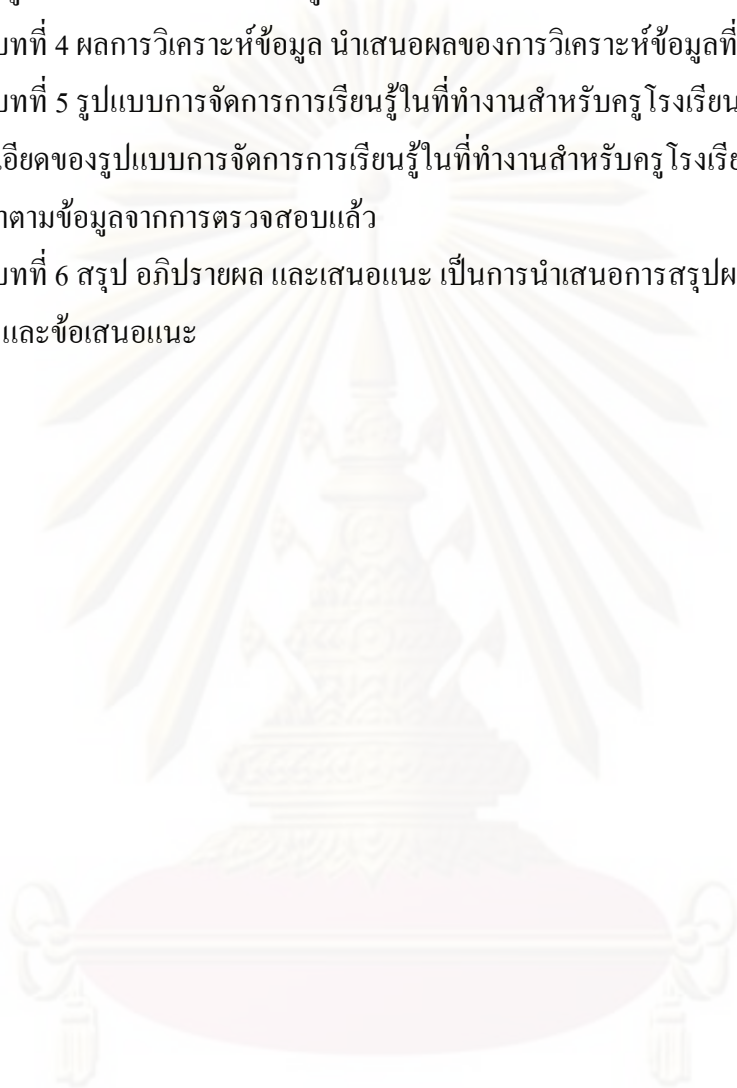 บทที่ 4 ผลการวิเคราะห์ข้อมูล นำเสนอผลของการวิเคราะห์ข้อมูลที่
บทที่ 5 รูปแบบการจัดการการเรียนรู้ในที่ทำงานสำหรับครูโรงเรียน
เอียดของรูปแบบการจัดการการเรียนรู้ในที่ทำงานสำหรับครูโรงเรีย
าตามข้อมูลจากการตรวจสอบแล้ว
บทที่ 6 สรุป อภิปรายผล และเสนอแนะ เป็นการนำเสนอการสรุปผ
และข้อเสนอแนะ